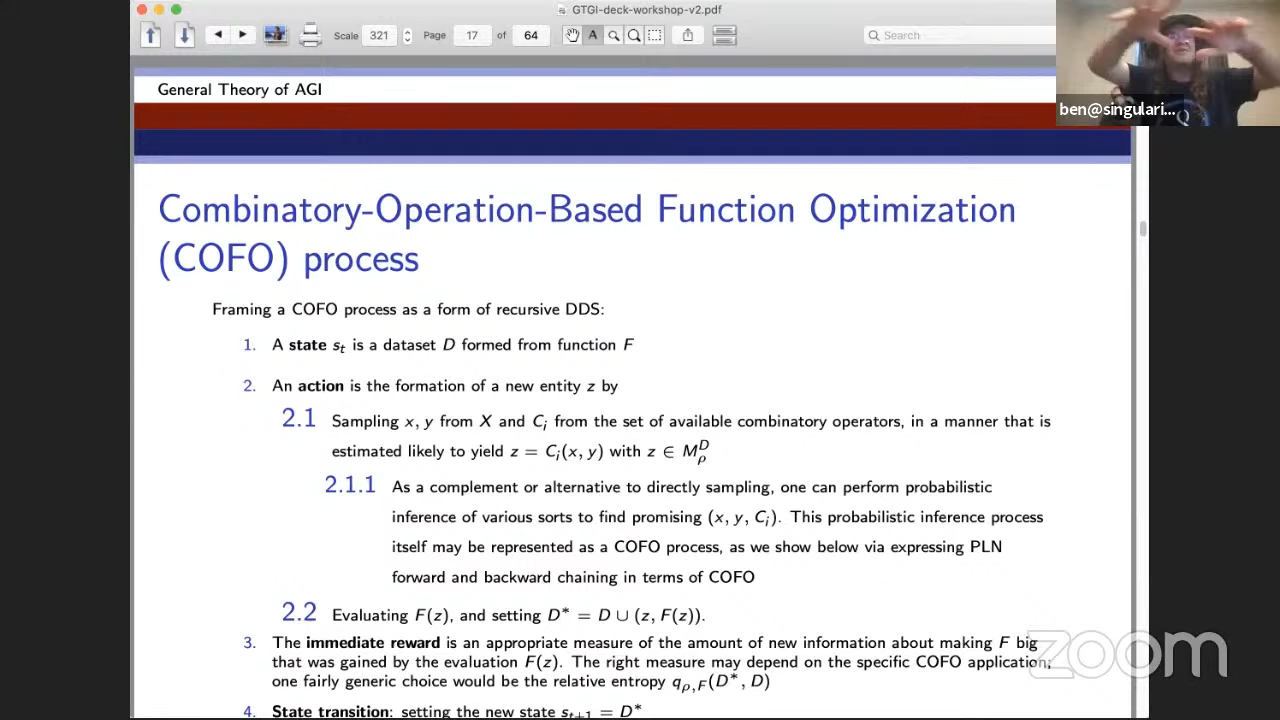 GTGI-deck-workshop-v2.pdf
Scale 321 Page 17 of 64 A Search
General Theory of AGI
ben@singulari...
Q
Combinatory-Operation-Based Function Optimization
(COFO) process
Framing a COFO process as a form of recursive DDS:
1. A state s_t is a dataset D formed from function F
2. An action is the formation of a new entity z by
2.1 Sampling x, y from X and C_i from the set of available combinatory operators, in a manner that is
estimated likely to yield z = C_i(x, y) with z ∈ M_ρ^D
2.1.1 As a complement or alternative to directly sampling, one can perform probabilistic
inference of various sorts to find promising (x, y, C_i). This probabilistic inference process
itself may be represented as a COFO process, as we show below via expressing PLN
forward and backward chaining in terms of COFO
2.2 Evaluating F(z), and setting D* = D ∪ (z, F(z)).
3. The immediate reward is an appropriate measure of the amount of new information about making F big
that was gained by the evaluation F(z). The right measure may depend on the specific COFO application;
one fairly generic choice would be the relative entropy q_ρ,F(D*, D)
4. State transition: setting the new state s_t+1 = D*
zoom